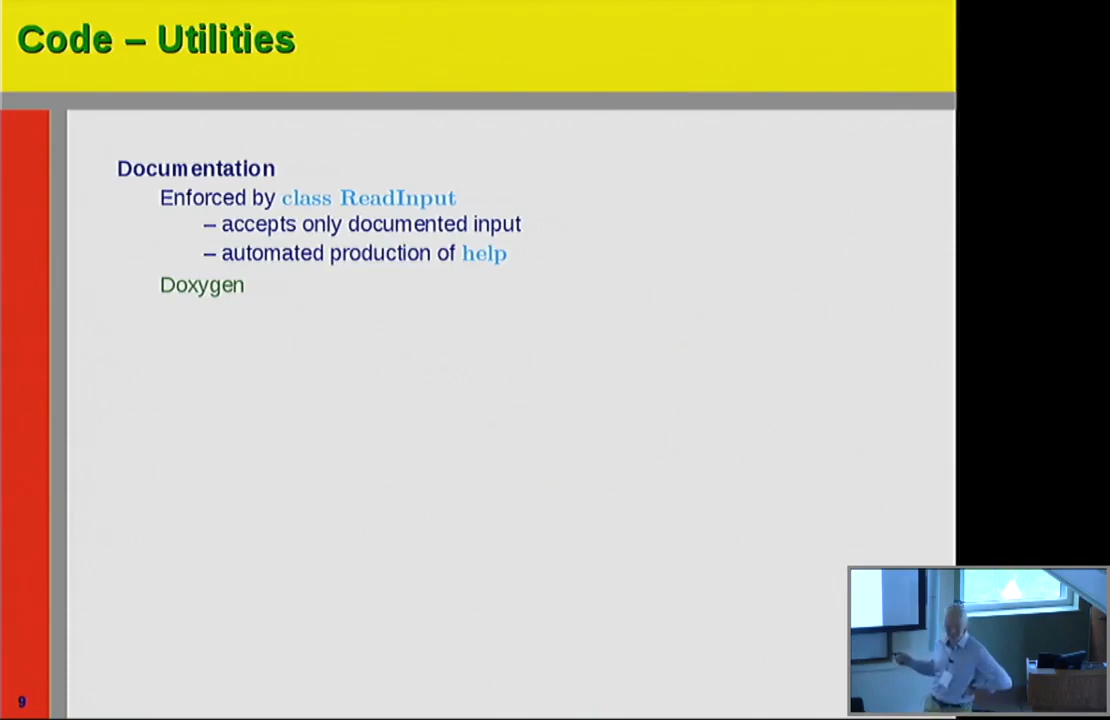 Code – Utilities
Documentation
Enforced by class ReadInput
– accepts only documented input
– automated production of help
Doxygen
9